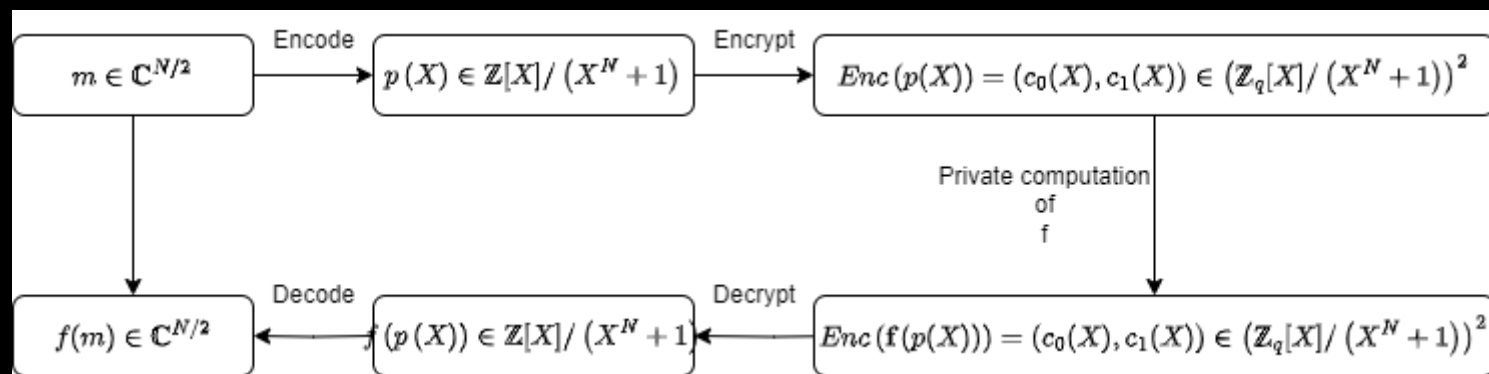 Encode
Encrypt
m ∈ ℂ^{N/2}
p (X) ∈ ℤ[X]/ (X^N + 1)
Enc (p(X)) = (c_0(X), c_1(X)) ∈ (ℤ_q[X]/ (X^N + 1))^2
Private computation
of
f
Decode
Decrypt
f(m) ∈ ℂ^{N/2}
f (p (X)) ∈ ℤ[X]/ (X^N + 1)
Enc (f (p(X))) = (c_0(X), c_1(X)) ∈ (ℤ_q[X]/ (X^N + 1))^2